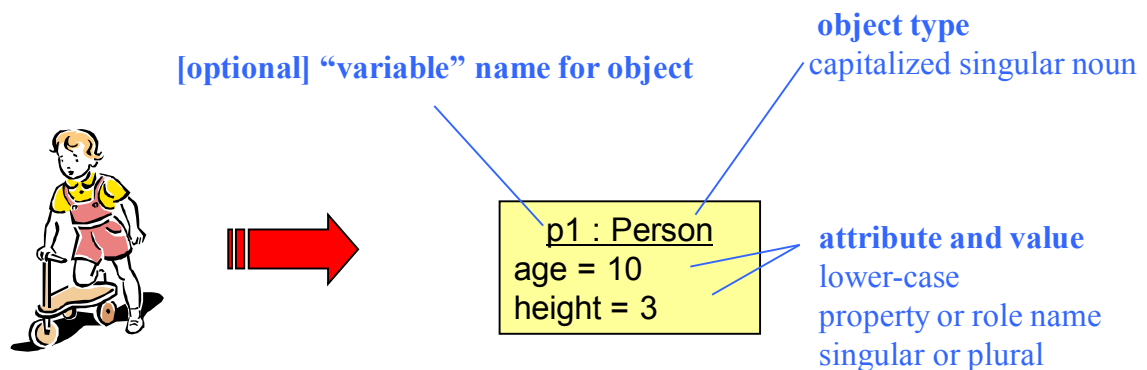 object type
capitalized singular noun
[optional] “variable” name for object
p1 : Person
age = 10
height = 3
attribute and value
lower-case
property or role name
singular or plural